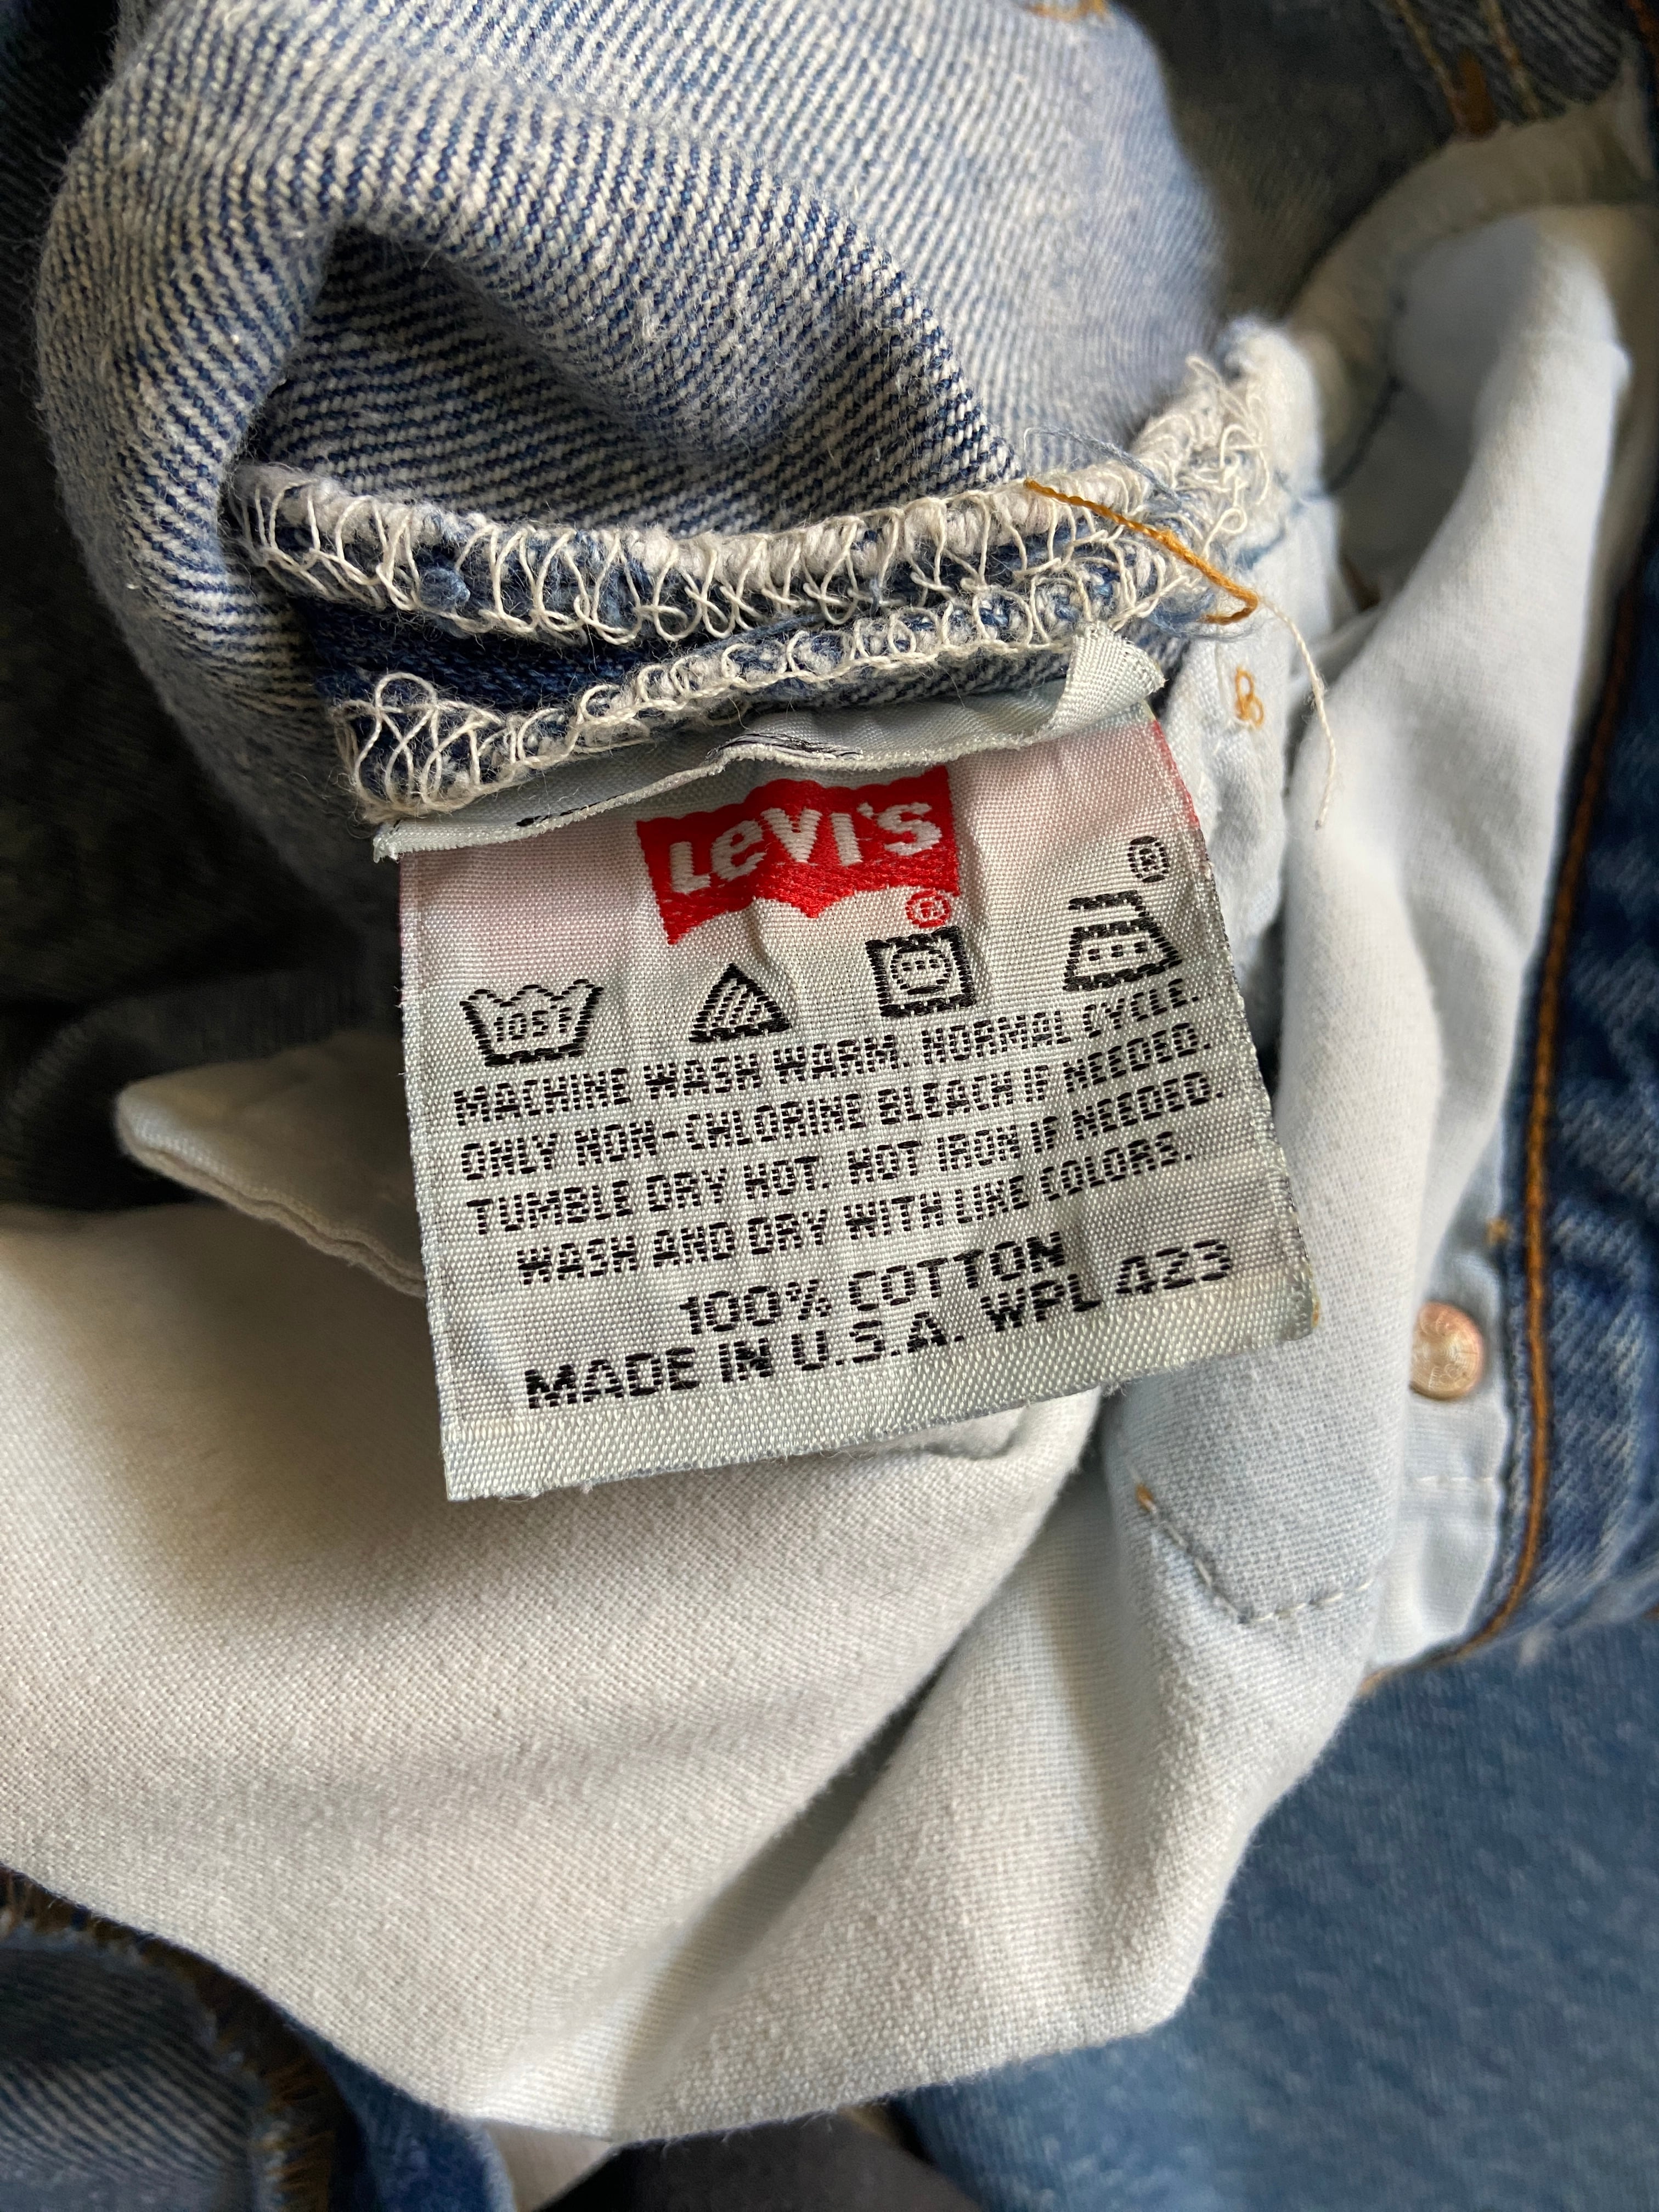 LEVI'S
®
®
105F
MACHINE WASH WARM. NORMAL CYCLE.
ONLY NON-CHLORINE BLEACH IF NEEDED.
TUMBLE DRY HOT. HOT IRON IF NEEDED.
WASH AND DRY WITH LIKE COLORS.
100% COTTON
MADE IN U.S.A. WPL 423